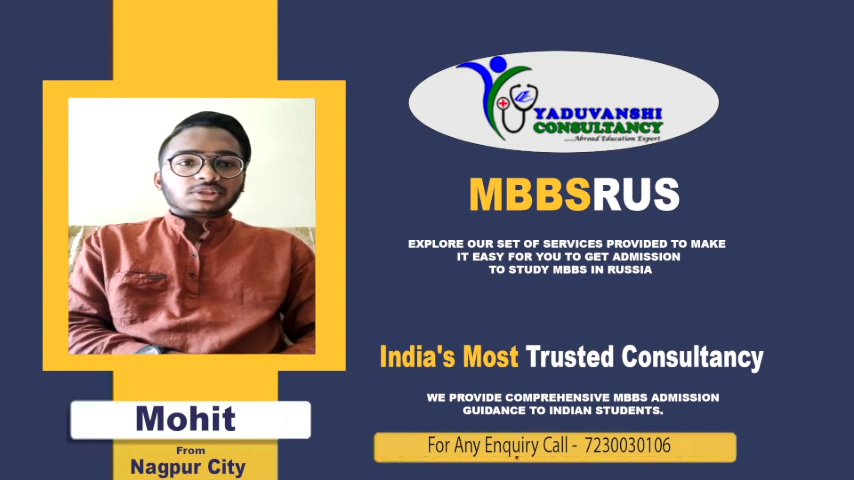 YADUVANSHI
CONSULTANCY
.....Abroad Education Expert
MBBSRUS
EXPLORE OUR SET OF SERVICES PROVIDED TO MAKE
IT EASY FOR YOU TO GET ADMISSION
TO STUDY MBBS IN RUSSIA
India's Most Trusted Consultancy
WE PROVIDE COMPREHENSIVE MBBS ADMISSION
GUIDANCE TO INDIAN STUDENTS.
For Any Enquiry Call - 7230030106
Mohit
From
Nagpur City